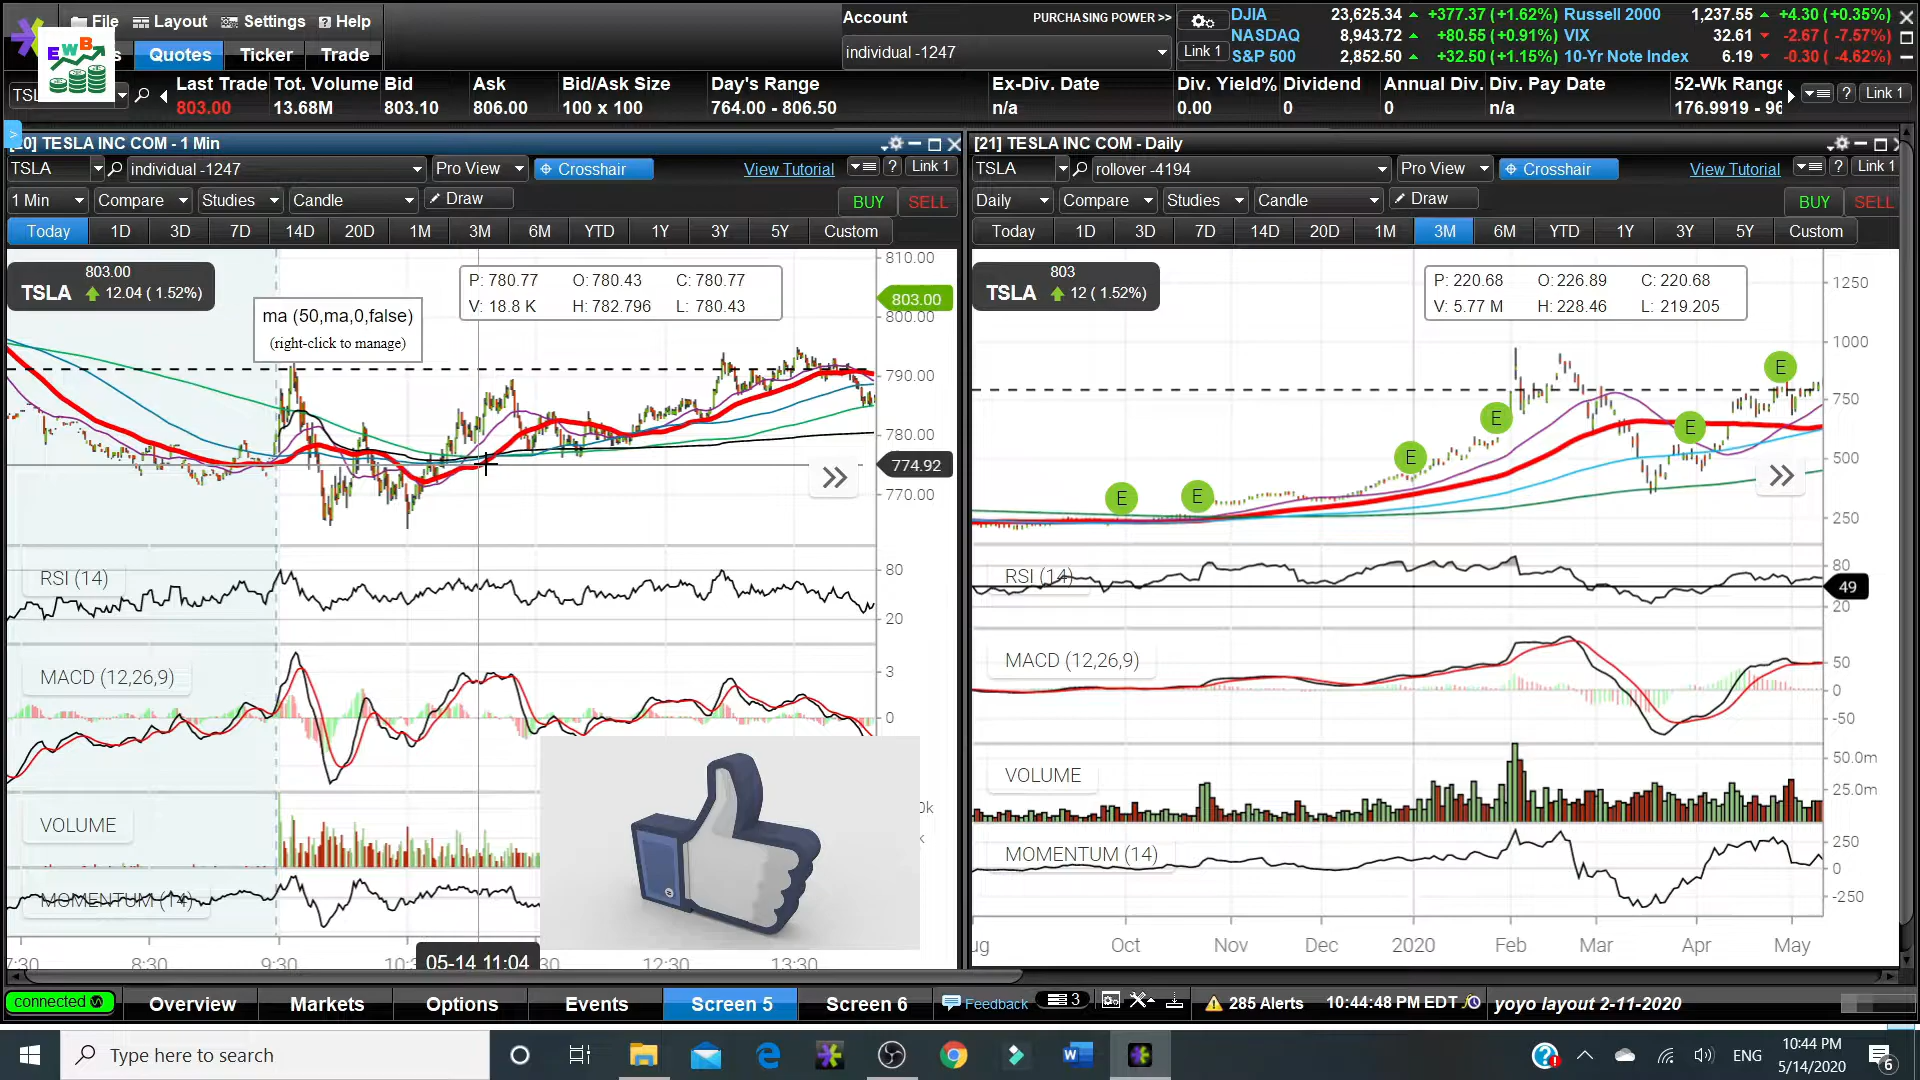 File Layout Settings Help
Account PURCHASING POWER >>
DJIA 23,625.34 +377.37 (+1.62%) Russell 2000 1,237.55 +4.30 (+0.35%)
NASDAQ 8,943.72 +80.55 (+0.91%) VIX 32.61 -2.67 (-7.57%)
S&P 500 2,852.50 +32.50 (+1.15%) 10-Yr Note Index 6.19 -0.30 (-4.62%)
EWB
Quotes Ticker Trade
individual -1247
Link 1
Last Trade Tot. Volume Bid Ask Bid/Ask Size Day's Range Ex-Div. Date Div. Yield% Dividend Annual Div. Div. Pay Date 52-Wk Range
803.00 13.68M 803.10 806.00 100 x 100 764.00 - 806.50 n/a 0.00 0 0 n/a 176.9919 - 96
? Link 1
TESLA INC COM - 1 Min
TSLA individual -1247 Pro View Crosshair View Tutorial ? Link 1
1 Min Compare Studies Candle Draw BUY SELL
Today 1D 3D 7D 14D 20D 1M 3M 6M YTD 1Y 3Y 5Y Custom
803.00
TSLA 12.04 (1.52%)
ma (50,ma,0,false)
(right-click to manage)
P: 780.77 O: 780.43 C: 780.77
V: 18.8 K H: 782.796 L: 780.43
810.00
803.00
800.00
790.00
780.00
774.92
770.00
RSI (14)
80
20
MACD (12,26,9)
3
0
VOLUME
MOMENTUM (14)
8:30 9:30 05-14 11:04 12:30 13:30
[21] TESLA INC COM - Daily
TSLA rollover -4194 Pro View Crosshair View Tutorial ? Link 1
Daily Compare Studies Candle Draw BUY SELL
Today 1D 3D 7D 14D 20D 1M 3M 6M YTD 1Y 3Y 5Y Custom
803
TSLA 12 (1.52%)
P: 220.68 O: 226.89 C: 220.68
V: 5.77 M H: 228.46 L: 219.205
1250
1000
750
500
250
E E E E E E
RSI (14)
80
49
20
MACD (12,26,9)
50
0
-50
VOLUME
50.0m
25.0m
MOMENTUM (14)
250
0
-250
Oct Nov Dec 2020 Feb Mar Apr May
connected Overview Markets Options Events Screen 5 Screen 6 Feedback 3 285 Alerts 10:44:48 PM EDT yoyo layout 2-11-2020
Type here to search
ENG
10:44 PM
5/14/2020
6